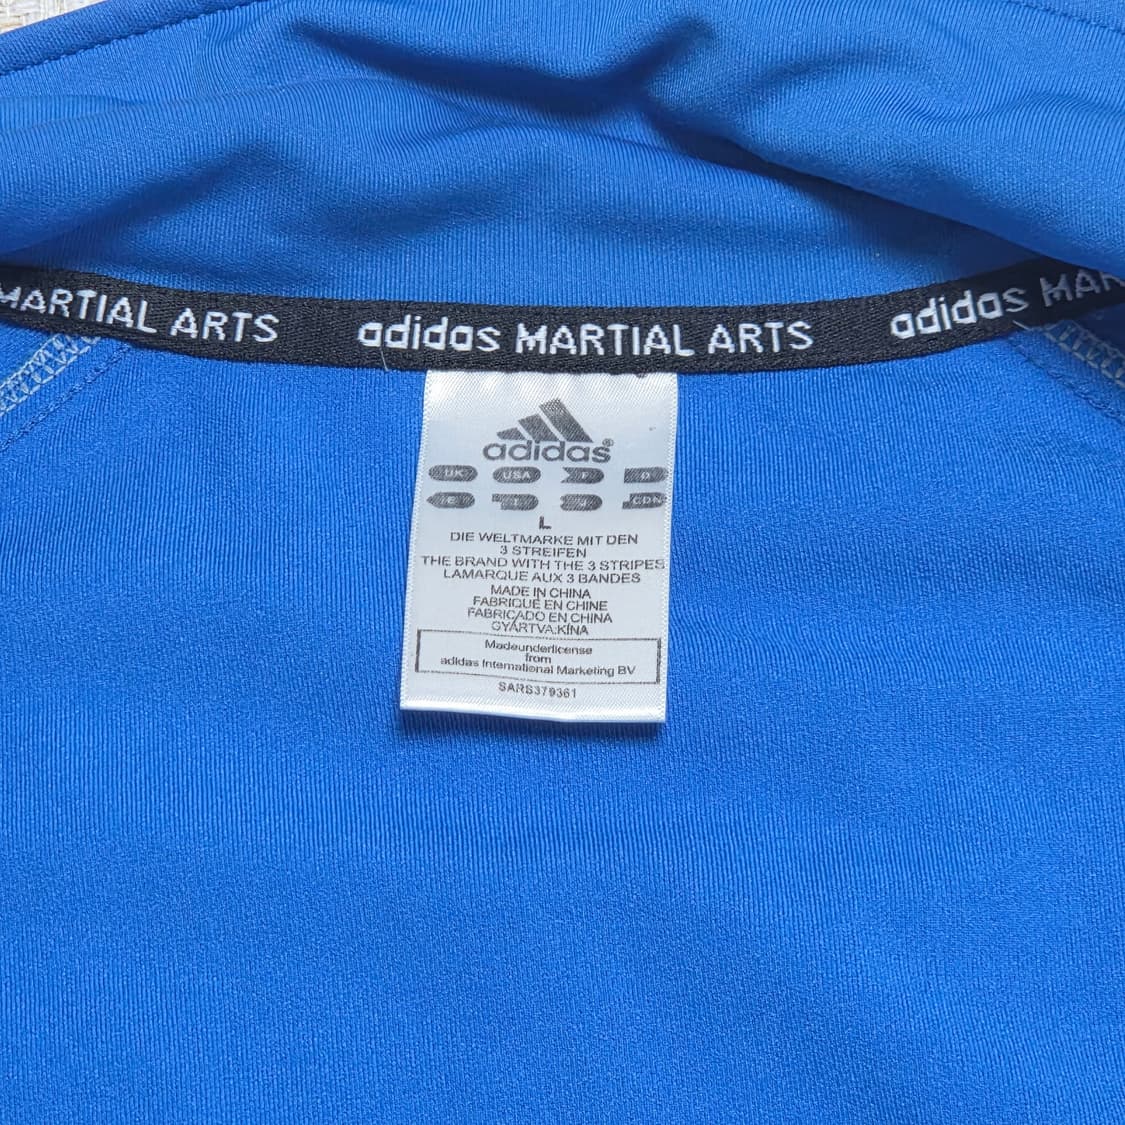 MARTIAL ARTS adidas MARTIAL ARTS adidas MAR
adidas®
UK USA F D
E I J CDN
L
DIE WELTMARKE MIT DEN
3 STREIFEN
THE BRAND WITH THE 3 STRIPES
LAMARQUE AUX 3 BANDES
MADE IN CHINA
FABRIQUÉ EN CHINE
FABRICADO EN CHINA
GYÁRTVA:KÍNA
Madeunderlicense
from
adidas International Marketing BV
SARS379361